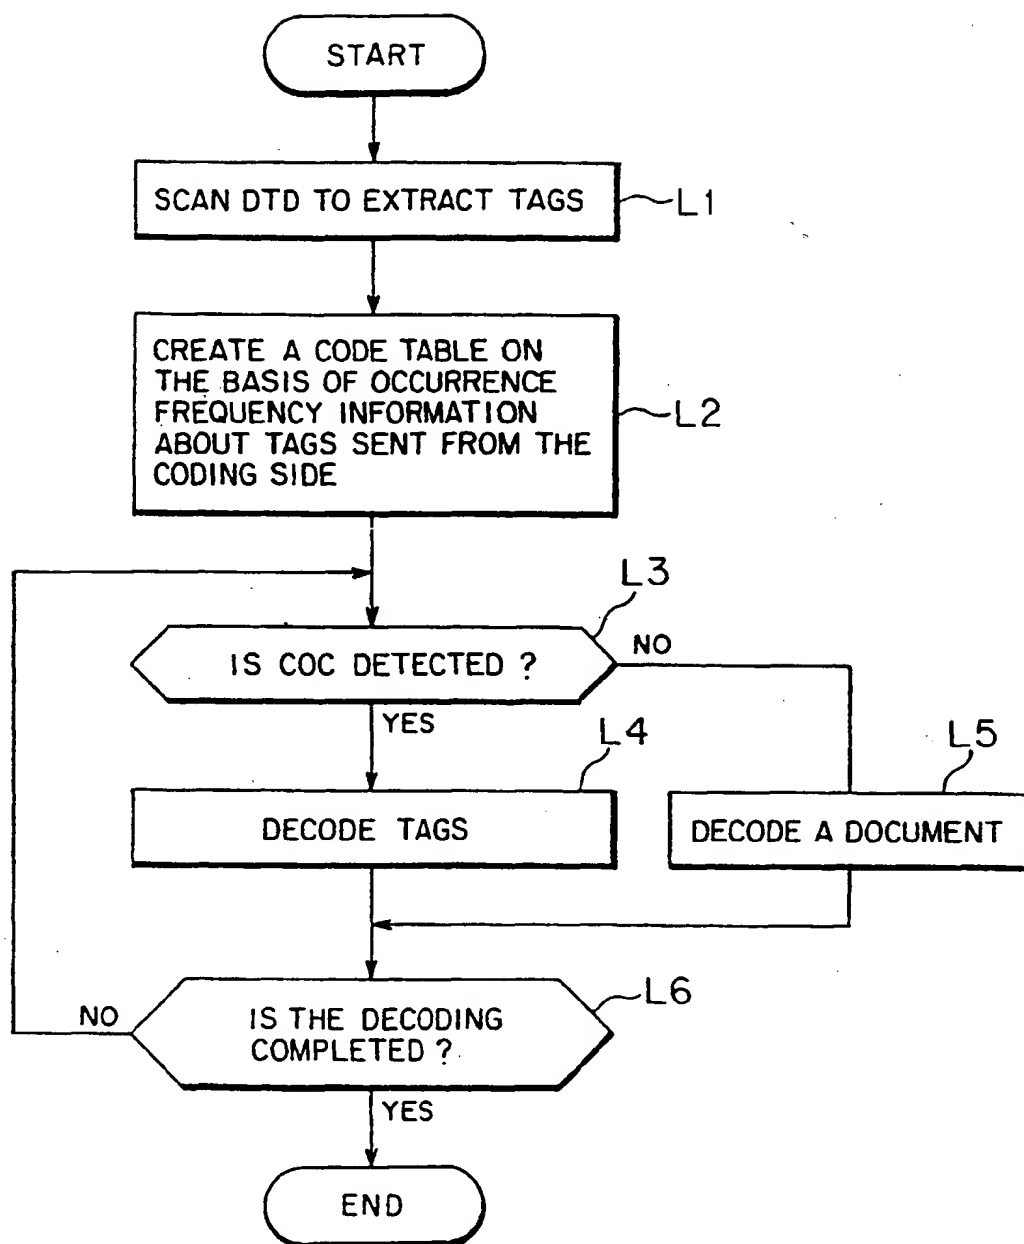 START
SCAN DTD TO EXTRACT TAGS
L1
CREATE A CODE TABLE ON
THE BASIS OF OCCURRENCE
FREQUENCY INFORMATION
ABOUT TAGS SENT FROM THE
CODING SIDE
L2
L3
IS COC DETECTED ?
NO
YES
L4
L5
DECODE TAGS
DECODE A DOCUMENT
L6
NO
IS THE DECODING
COMPLETED ?
YES
END